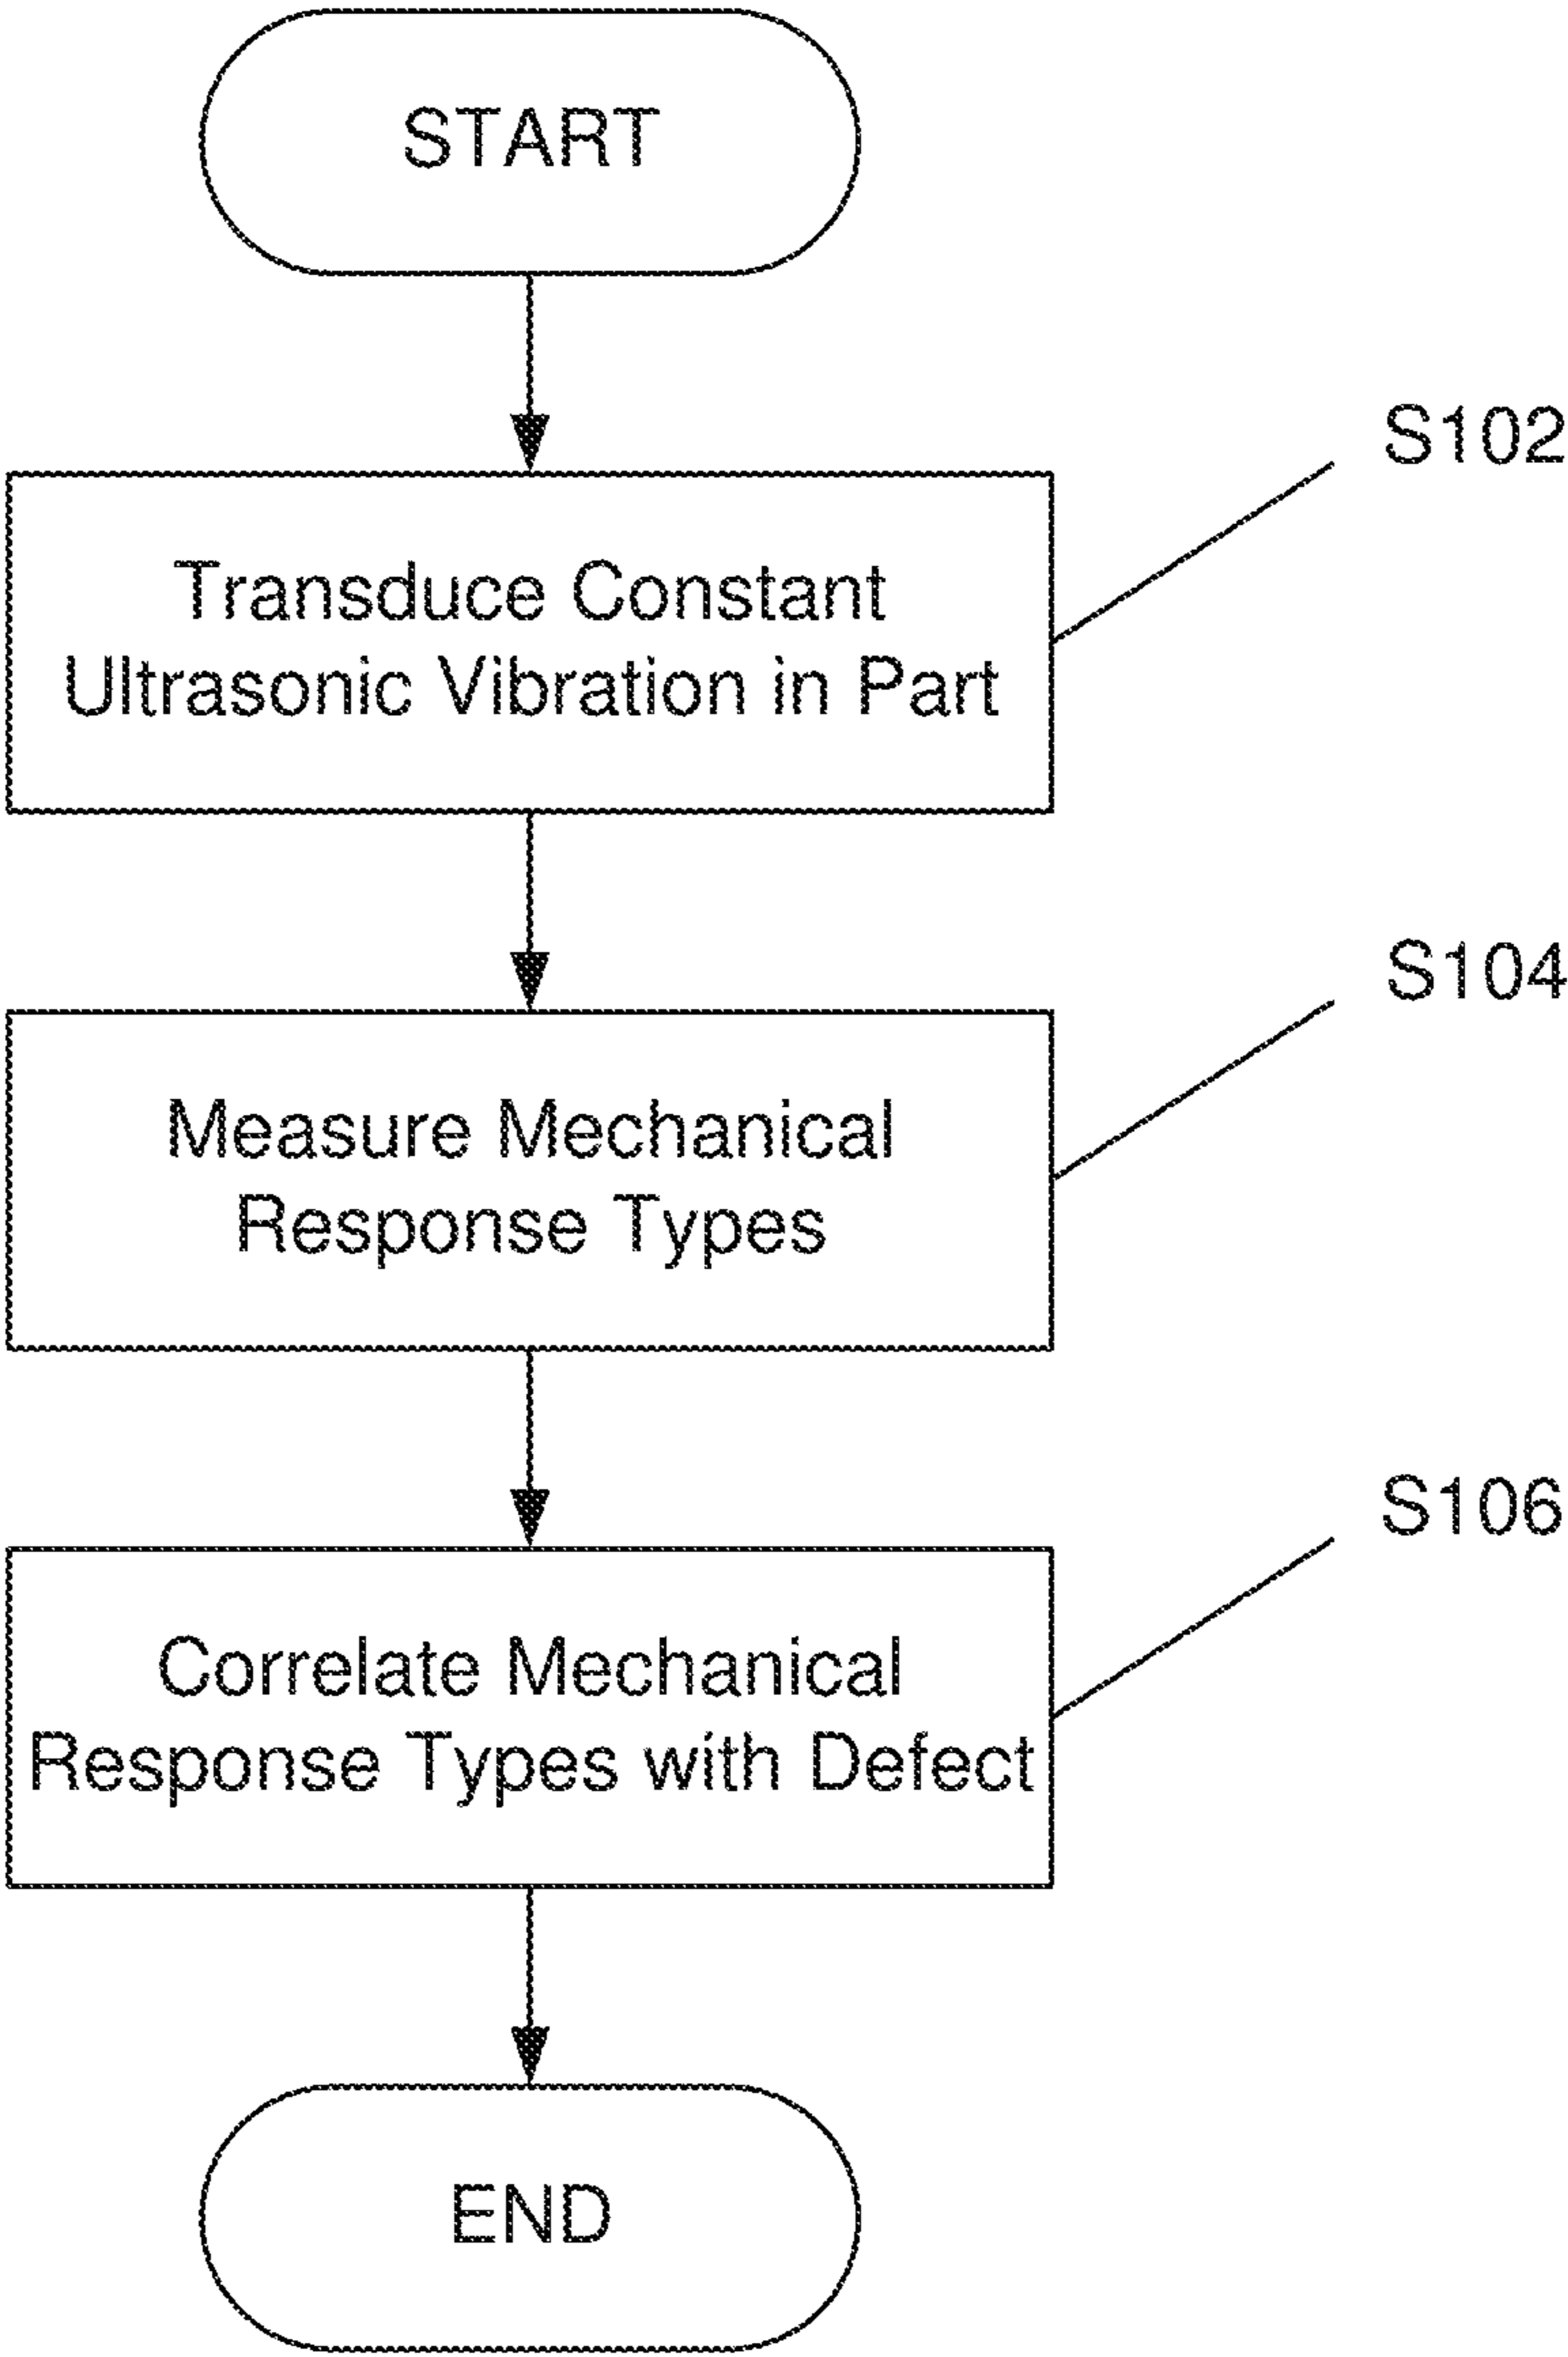 START
S102
Transduce Constant
Ultrasonic Vibration in Part
S104
Measure Mechanical
Response Types
S106
Correlate Mechanical
Response Types with Defect
END